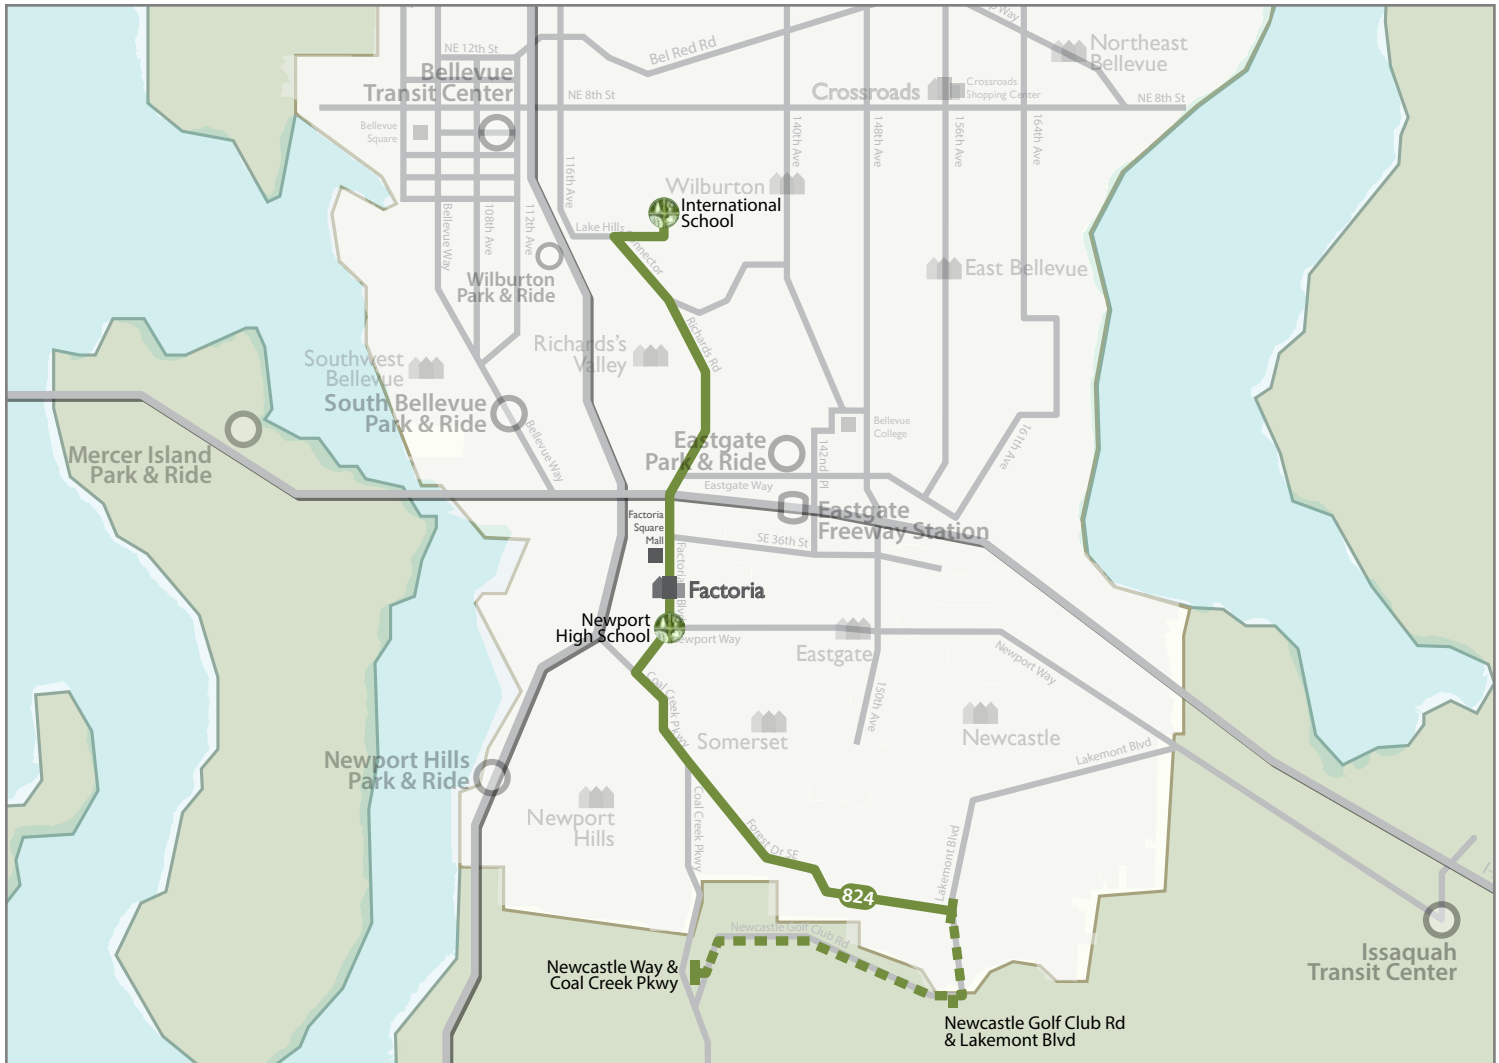 NE 12th St
Bel Red Rd
Northeast
Bellevue
Bellevue
Transit Center
Crossroads
Crossroads
Shopping Center
NE 8th St
NE 8th St
Bellevue
Square
116th Ave
140th Ave
148th Ave
156th Ave
164th Ave
Wilburton
International
School
Bellevue Way
108th Ave
112th Ave
Lake Hills
Wilburton
Park & Ride
East Bellevue
Richards Rd
Richards's
Valley
Southwest
Bellevue
South Bellevue
Park & Ride
Bellevue Way
Mercer Island
Park & Ride
Eastgate
Park & Ride
Bellevue
College
142nd Pl
161th Ave
Eastgate Way
Eastgate
Freeway Station
Factoria
Square
Mall
SE 36th St
Factoria Blvd
Factoria
Newport
High School
Newport Way
Eastgate
Newport Way
Coal Creek Pkwy
150th Ave
Somerset
Newcastle
Lakemont Blvd
Newport Hills
Park & Ride
Newport
Hills
Coal Creek Pkwy
Forest Dr SE
Lakemont Blvd
824
Newcastle Golf Club Rd
Newcastle Way &
Coal Creek Pkwy
Issaquah
Transit Center
Newcastle Golf Club Rd
& Lakemont Blvd